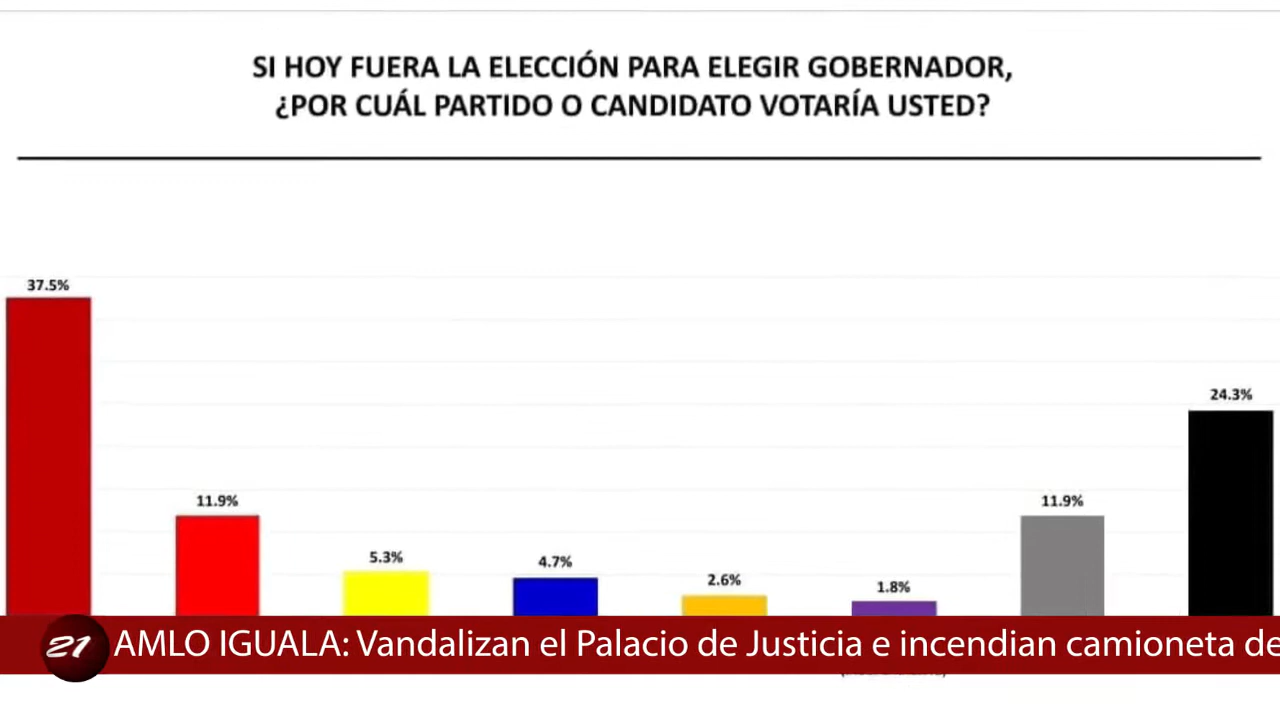 SI HOY FUERA LA ELECCIÓN PARA ELEGIR GOBERNADOR,
¿POR CUÁL PARTIDO O CANDIDATO VOTARÍA USTED?
37.5%
24.3%
11.9%
11.9%
5.3%
4.7%
2.6%
1.8%
21 AMLO IGUALA: Vandalizan el Palacio de Justicia e incendian camioneta de